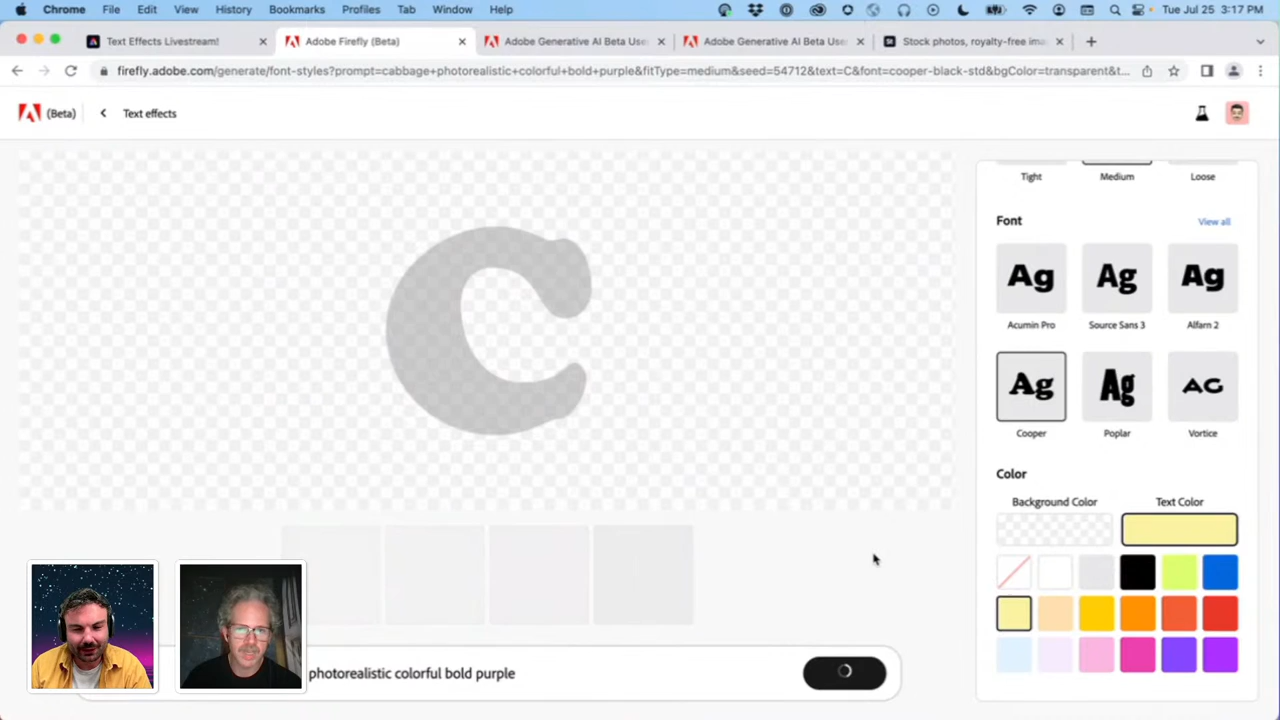 Chrome File Edit View History Bookmarks Profiles Tab Window Help Tue Jul 25 3:17 PM
Text Effects Livestream! Adobe Firefly (Beta) Adobe Generative AI Beta Use Adobe Generative AI Beta Use St Stock photos, royalty-free ima
firefly.adobe.com/generate/font-styles?prompt=cabbage+photorealistic+colorful+bold+purple&fitType=medium&seed=54712&text=C&font=cooper-black-std&bgColor=transparent&t...
(Beta) Text effects
C
Tight Medium Loose
Font View all
Ag Ag Ag
Acumin Pro Source Sans 3 Alfarn 2
Ag Ag AG
Cooper Poplar Vortice
Color
Background Color Text Color
photorealistic colorful bold purple